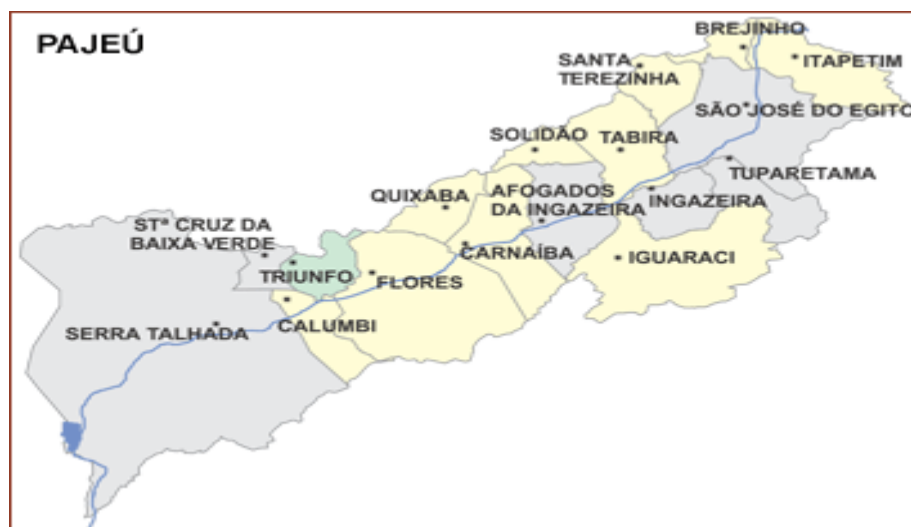 PAJEÚ
BREJINHO
ITAPETIM
SANTA
TEREZINHA
SÃO JOSÉ DO EGITO
SOLIDÃO
TABIRA
TUPARETAMA
QUIXABA
AFOGADOS
DA INGAZEIRA
INGAZEIRA
STª CRUZ DA
BAIXA VERDE
CARNAÍBA
IGUARACI
TRIUNFO
FLORES
CALUMBI
SERRA TALHADA